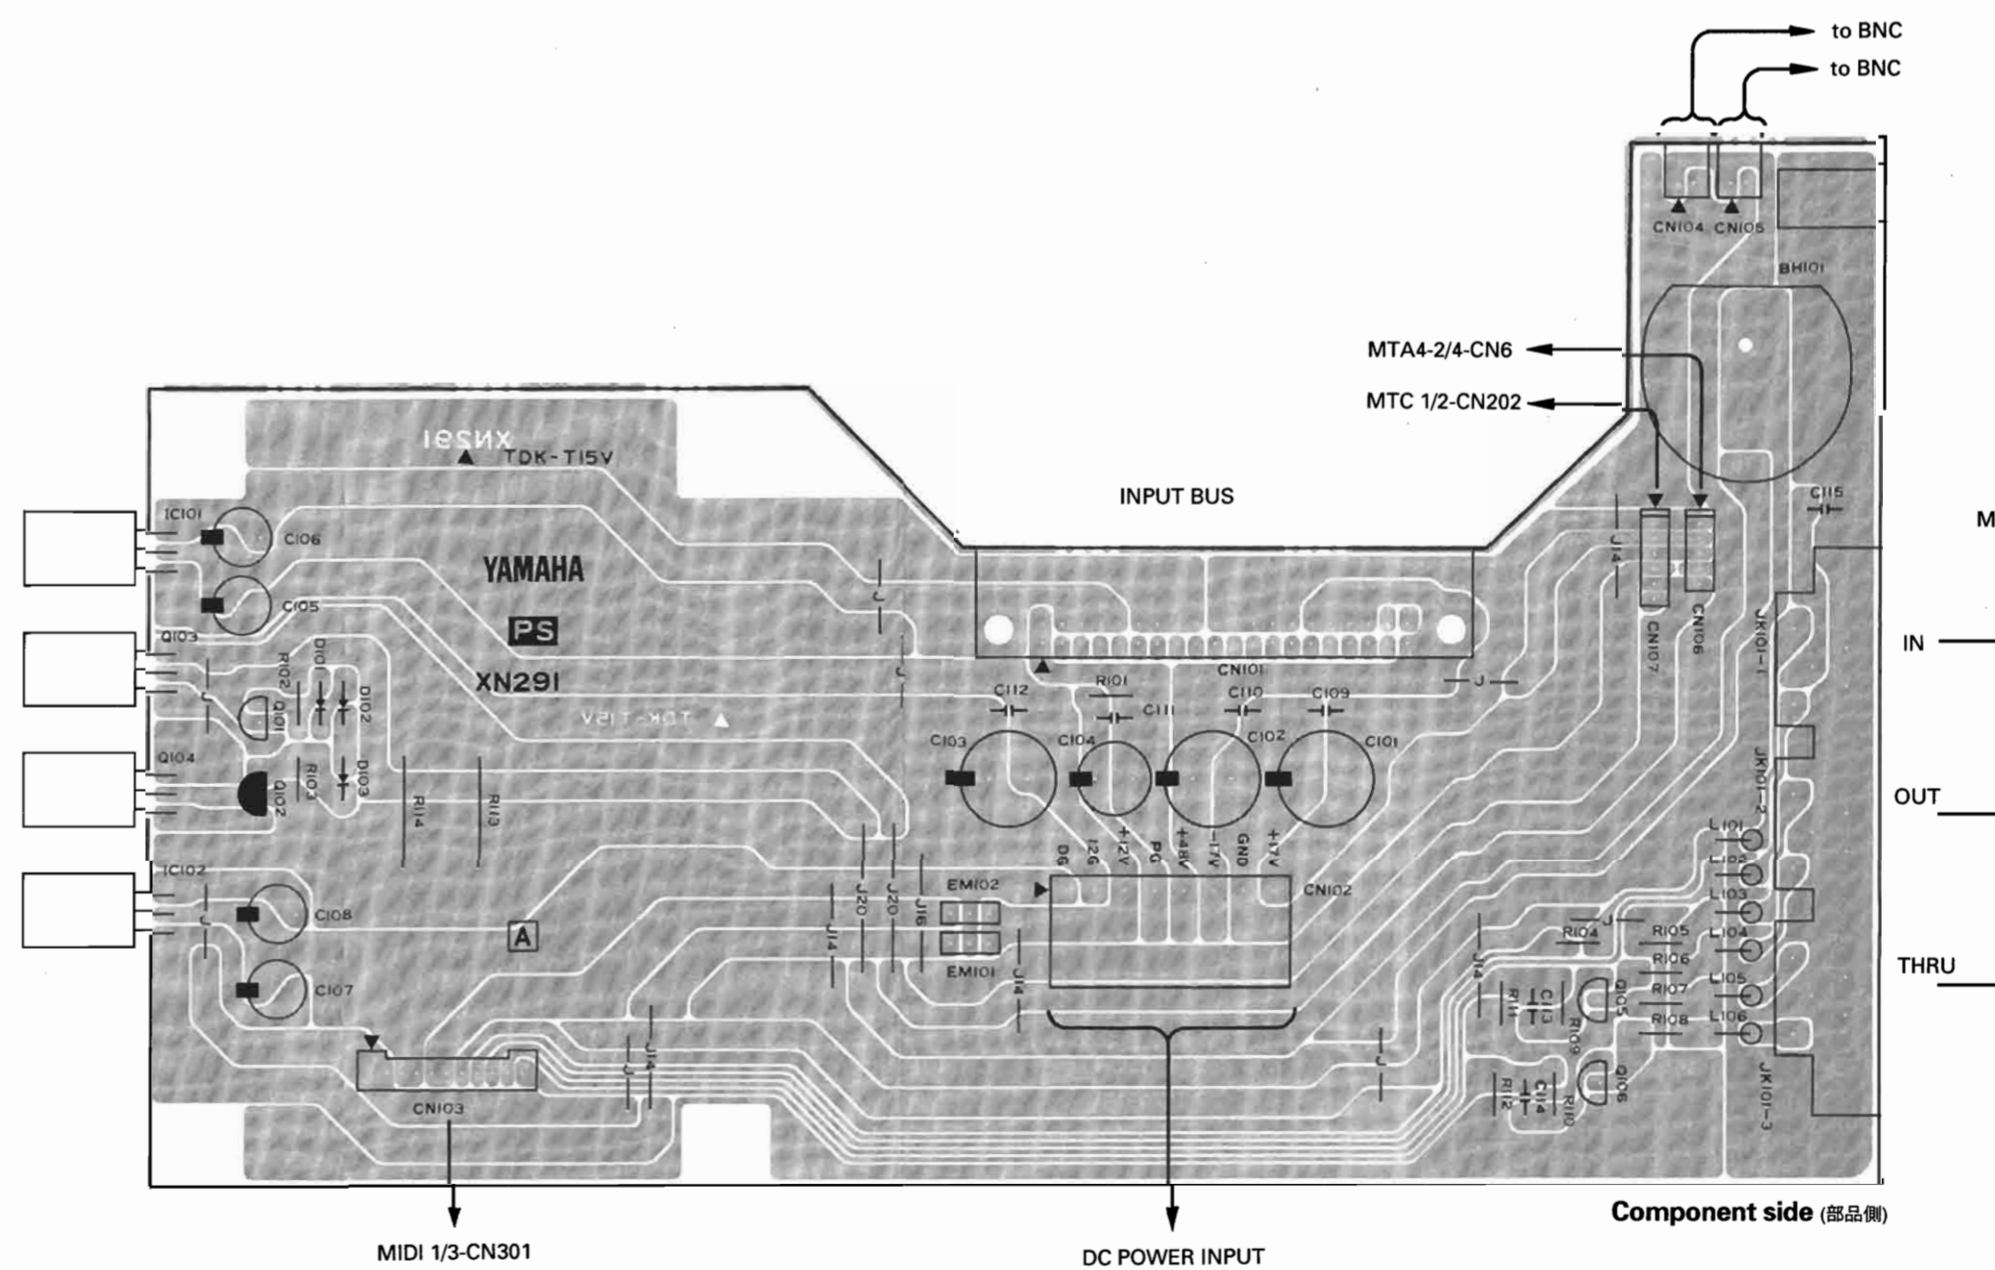 to BNC
to BNC
CN104 CN105
BH101
MTA4-2/4-CN6
MTC 1/2-CN202
XN291
TDK-T15V
INPUT BUS
C115
M
IC101
C106
YAMAHA
J14
C105
J
PS
CN106
CN107
JK101-1
IN
Q103
D101
R102
J
XN291
J
CN101
J
D102
Q101
TDK-T15V
C112
R101
C111
C110
C109
C103
C104
C102
C101
Q104
R103
D103
Q102
R114
R113
JK101-2
OUT
L101
DG
12G
+12V
PG
+48V
-17V
GND
+17V
L102
IC102
EM102
CN102
L103
J20
J20
J16
J
C108
J
A
J14
R104
R105
L104
EM101
R106
THRU
J14
J14
C107
R107
L105
R111
C113
Q105
R108
L106
R109
J14
J
J
R112
C114
R110
Q106
JK101-3
CN103
Component side (部品側)
MIDI 1/3-CN301
DC POWER INPUT